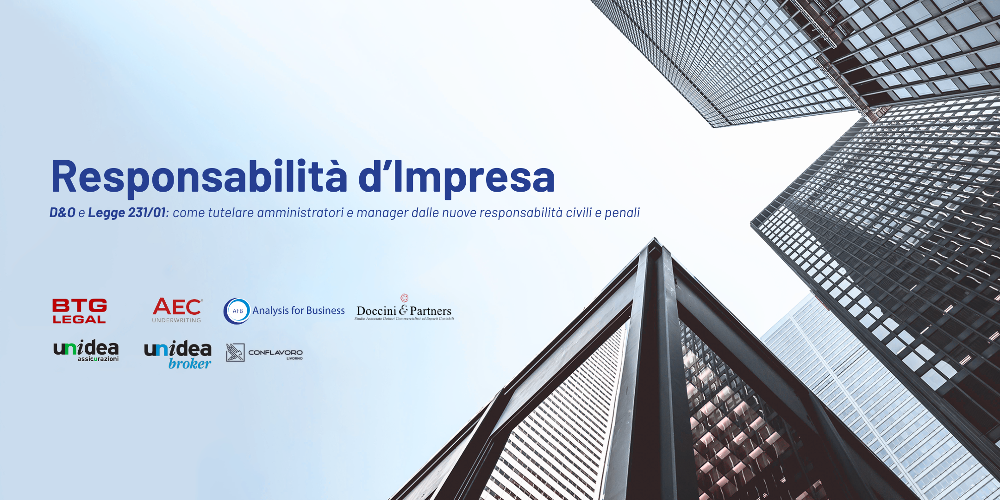 Responsabilità d’Impresa
D&O e Legge 231/01: come tutelare amministratori e manager dalle nuove responsabilità civili e penali
BTG LEGAL
AEC® UNDERWRITING
AFB Analysis for Business
Doccini & Partners
Studio Associato Dottori Commercialisti ed Esperti Contabili
unidea
assicurazioni
unidea
broker
CONFLAVORO
LIVORNO